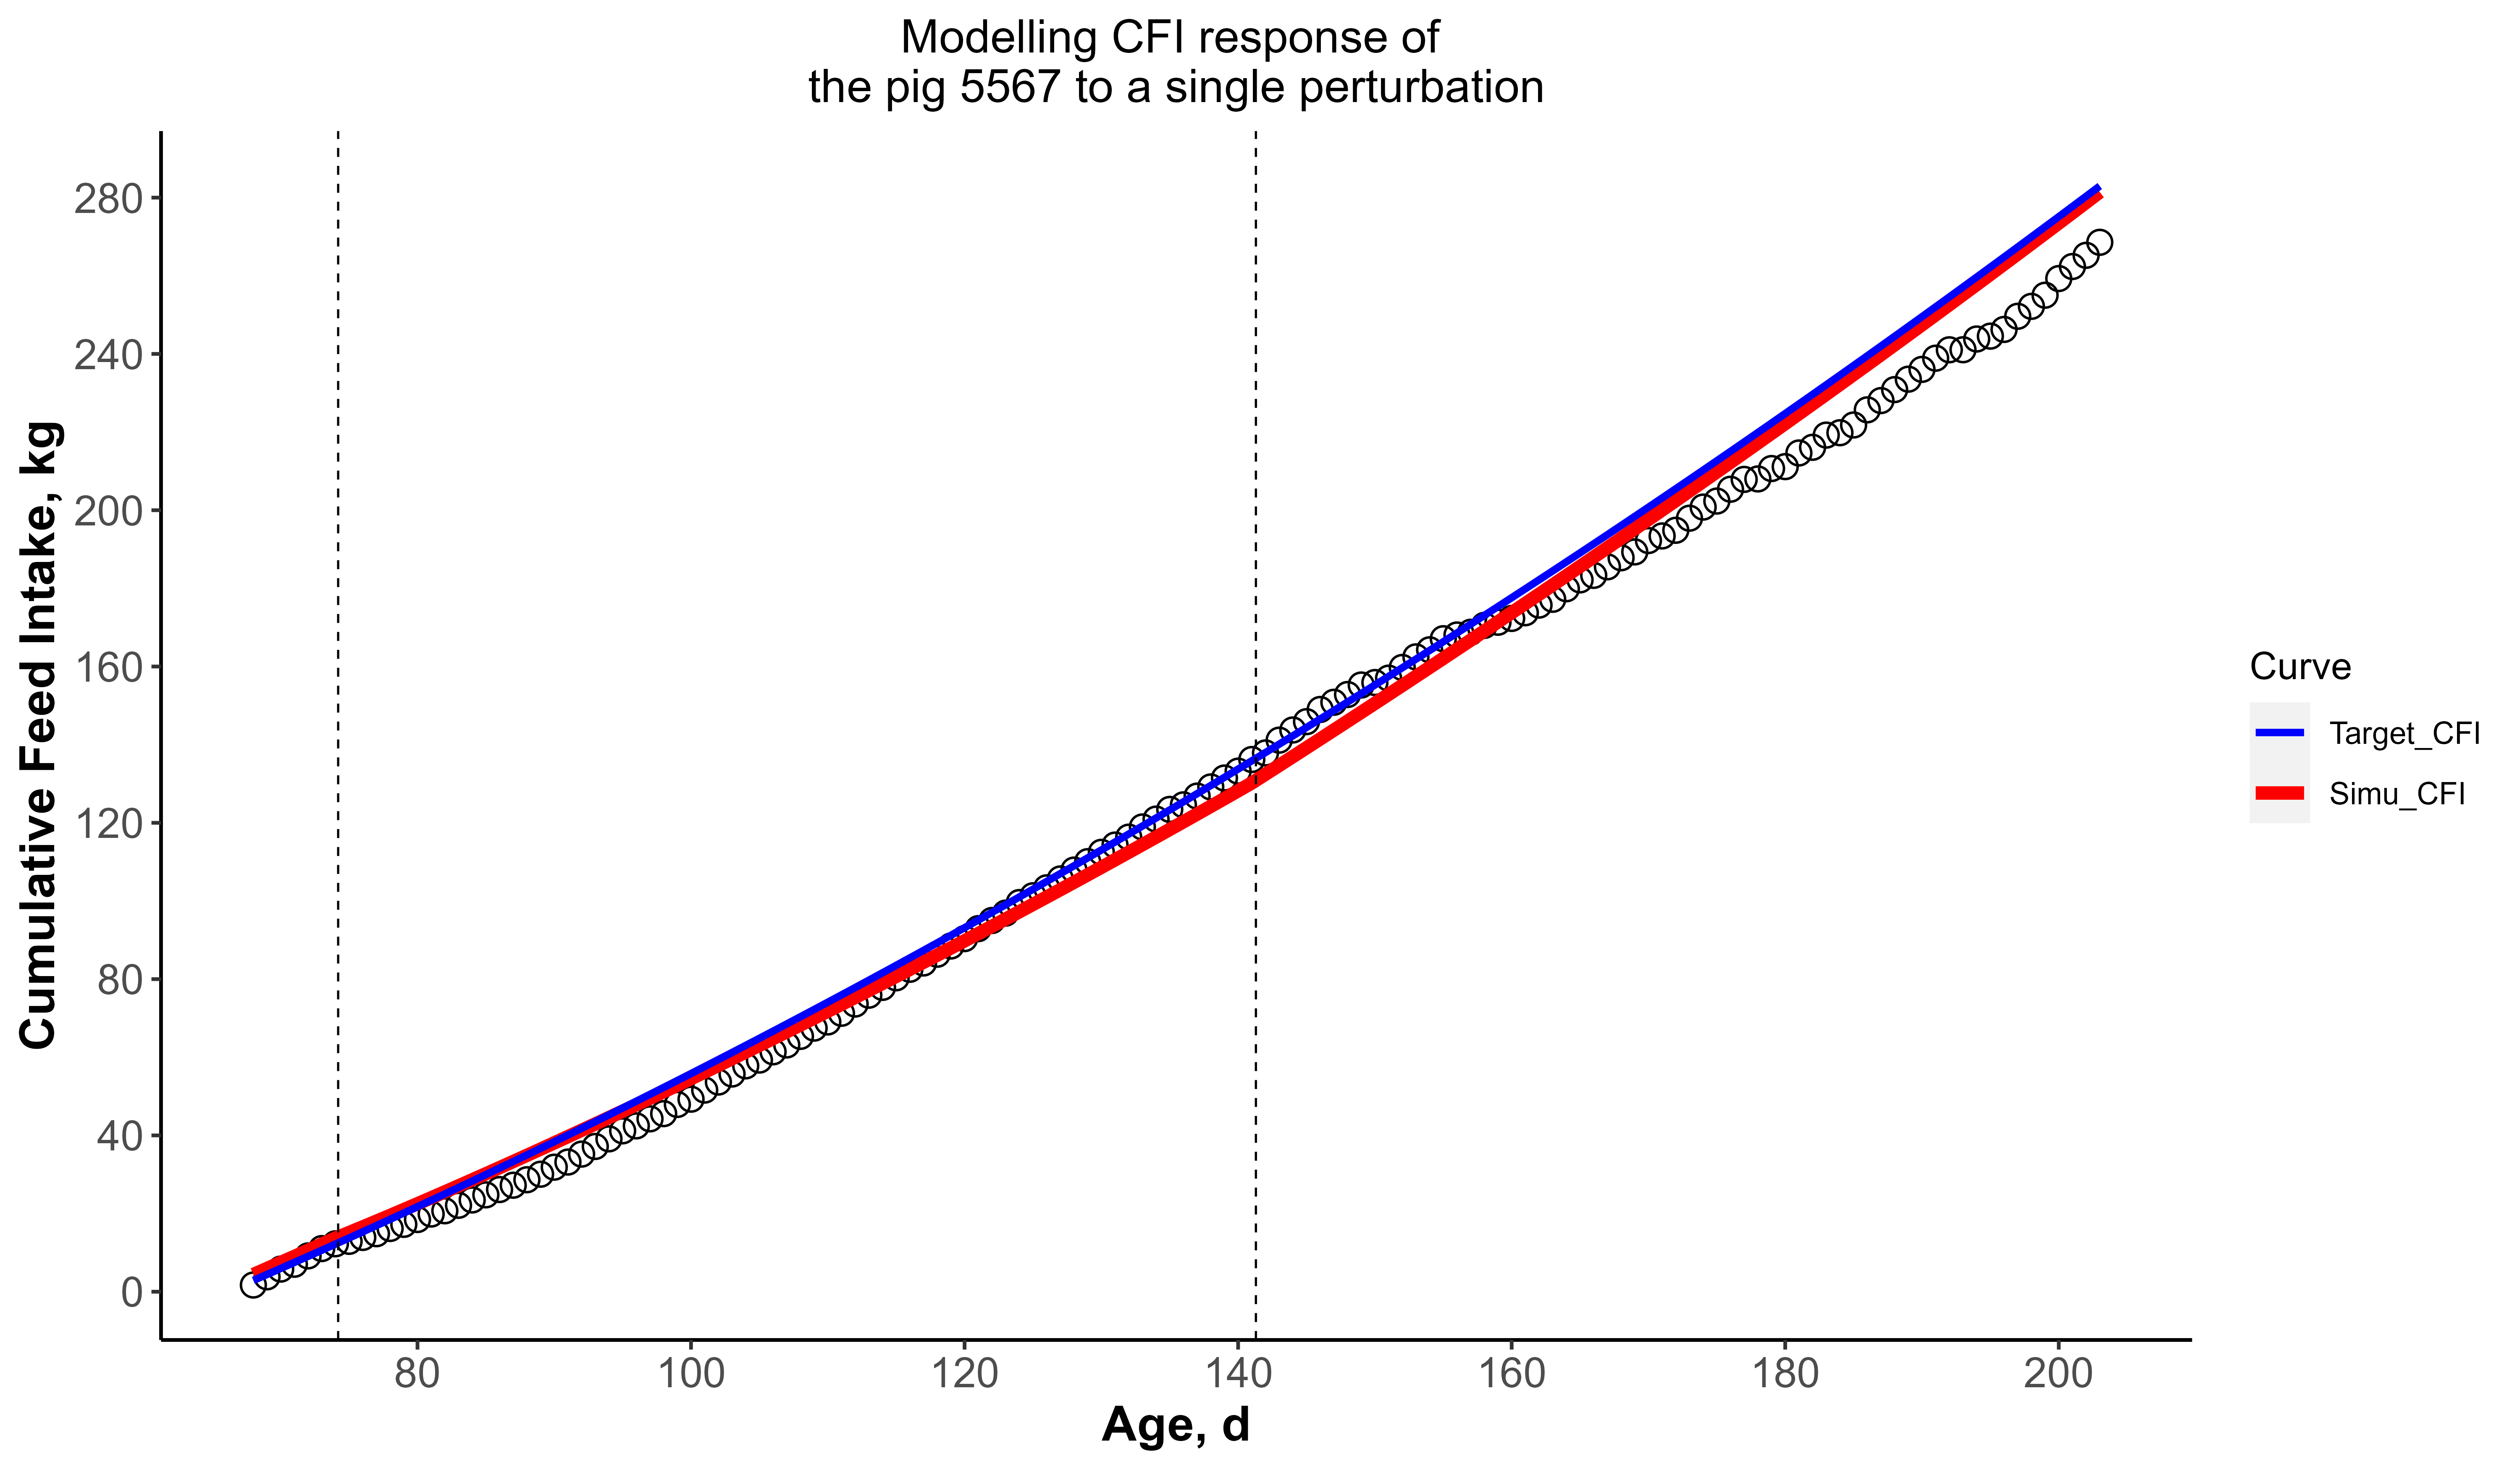 Modelling CFI response of
the pig 5567 to a single perturbation
Cumulative Feed Intake, kg
280
240
200
160
120
80
40
0
80 100 120 140 160 180 200
Age, d
Curve
Target_CFI
Simu_CFI